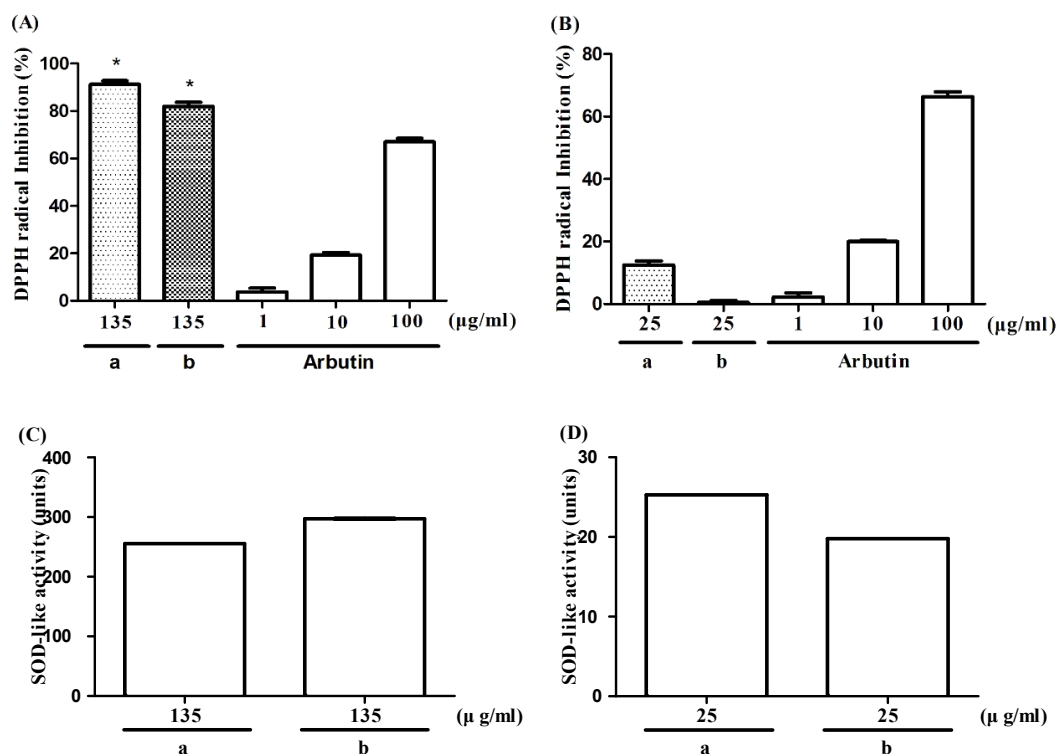 (A)
DPPH radical Inhibition (%)
100
80
60
40
20
0
*
*
135 135 1 10 100 (µg/ml)
a b Arbutin
(B)
DPPH radical Inhibition (%)
80
60
40
20
0
25 25 1 10 100 (µg/ml)
a b Arbutin
(C)
SOD-like activity (units)
400
300
200
100
0
135 135 (µ g/ml)
a b
(D)
SOD-like activity (units)
30
20
10
0
25 25 (µ g/ml)
a b